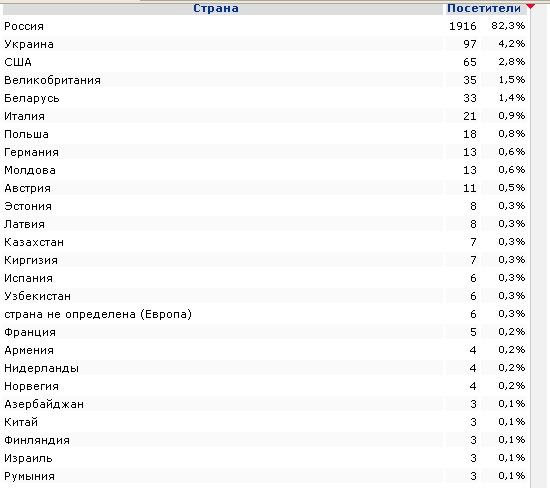 Страна Посетители
Россия 1916 82,3%
Украина 97 4,2%
США 65 2,8%
Великобритания 35 1,5%
Беларусь 33 1,4%
Италия 21 0,9%
Польша 18 0,8%
Германия 13 0,6%
Молдова 13 0,6%
Австрия 11 0,5%
Эстония 8 0,3%
Латвия 8 0,3%
Казахстан 7 0,3%
Киргизия 7 0,3%
Испания 6 0,3%
Узбекистан 6 0,3%
страна не определена (Европа) 6 0,3%
Франция 5 0,2%
Армения 4 0,2%
Нидерланды 4 0,2%
Норвегия 4 0,2%
Азербайджан 3 0,1%
Китай 3 0,1%
Финляндия 3 0,1%
Израиль 3 0,1%
Румыния 3 0,1%